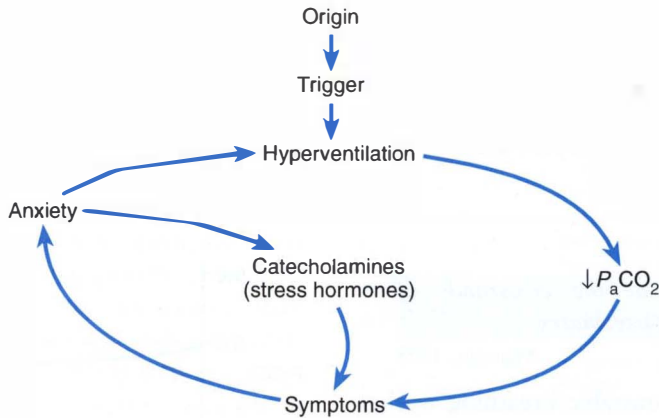 Origin
Trigger
Hyperventilation
Anxiety
Catecholamines
(stress hormones)
↓PaCO2
Symptoms